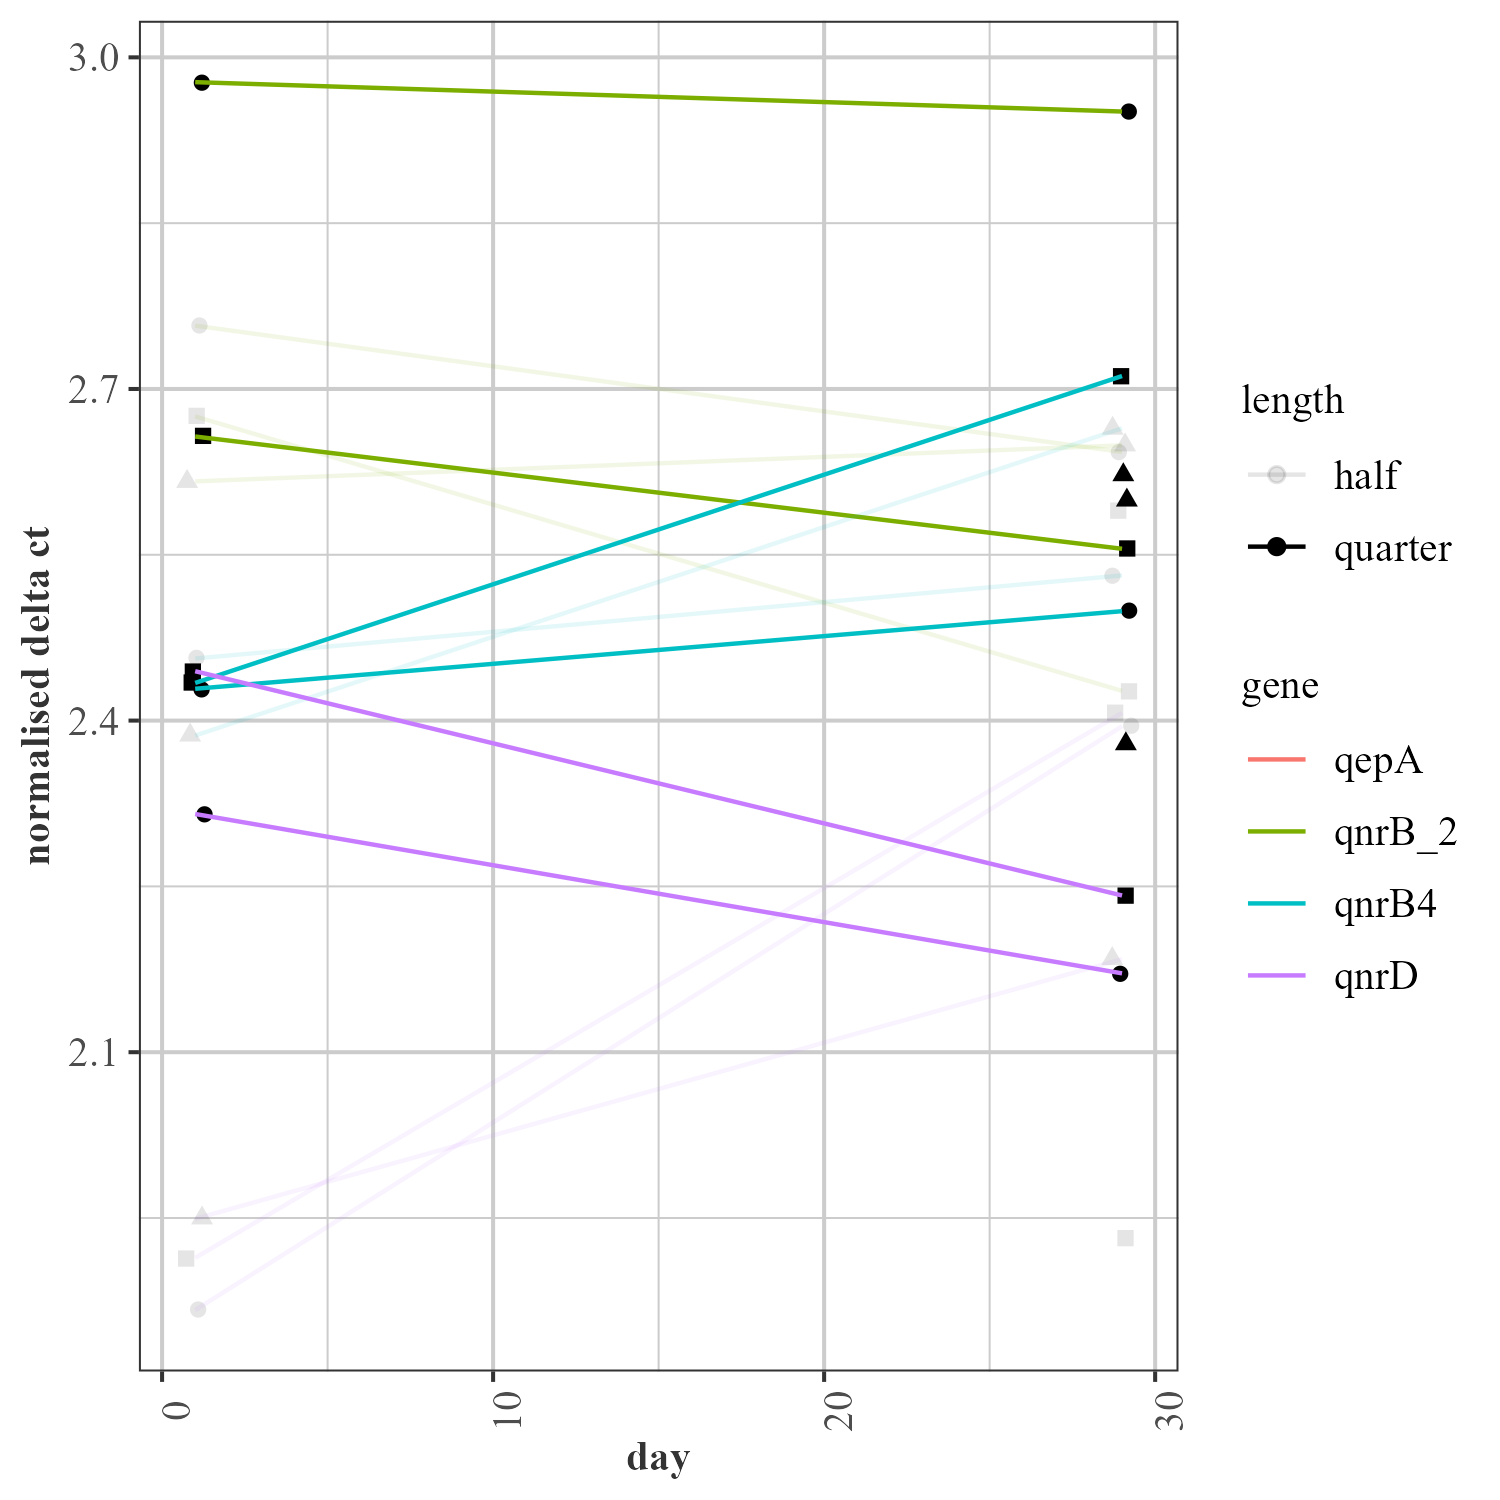 3.0
2.7
2.4
2.1
normalised delta ct
0
10
20
30
day
length
half
quarter
gene
qepA
qnrB_2
qnrB4
qnrD